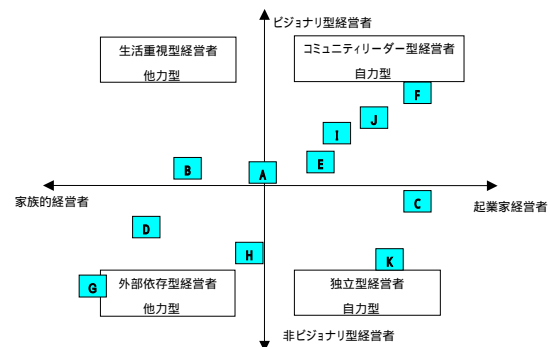 ビジョナリ型経営者
生活重視型経営者
他力型
コミュニティリーダー型経営者
自力型
F
J
I
E
B
A
C
家族的経営者
起業家経営者
D
H
K
G
外部依存型経営者
他力型
独立型経営者
自力型
非ビジョナリ型経営者